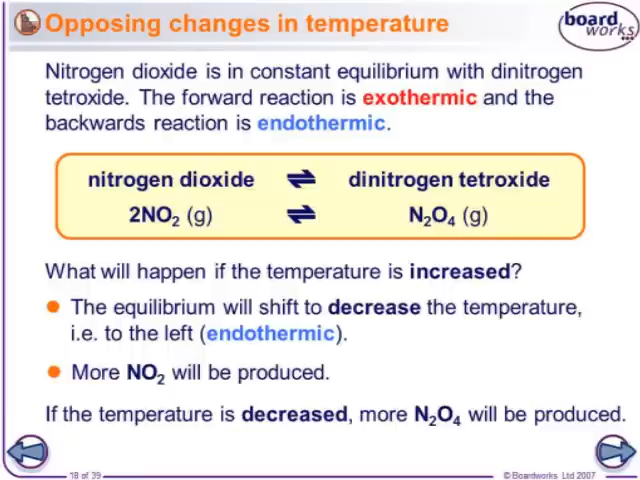 Opposing changes in temperature
board
works
Nitrogen dioxide is in constant equilibrium with dinitrogen
tetroxide. The forward reaction is exothermic and the
backwards reaction is endothermic.
nitrogen dioxide ⇌ dinitrogen tetroxide
2NO₂ (g) ⇌ N₂O₄ (g)
What will happen if the temperature is increased?
● The equilibrium will shift to decrease the temperature,
i.e. to the left (endothermic).
● More NO₂ will be produced.
If the temperature is decreased, more N₂O₄ will be produced.
18 of 39
© Boardworks Ltd 2007